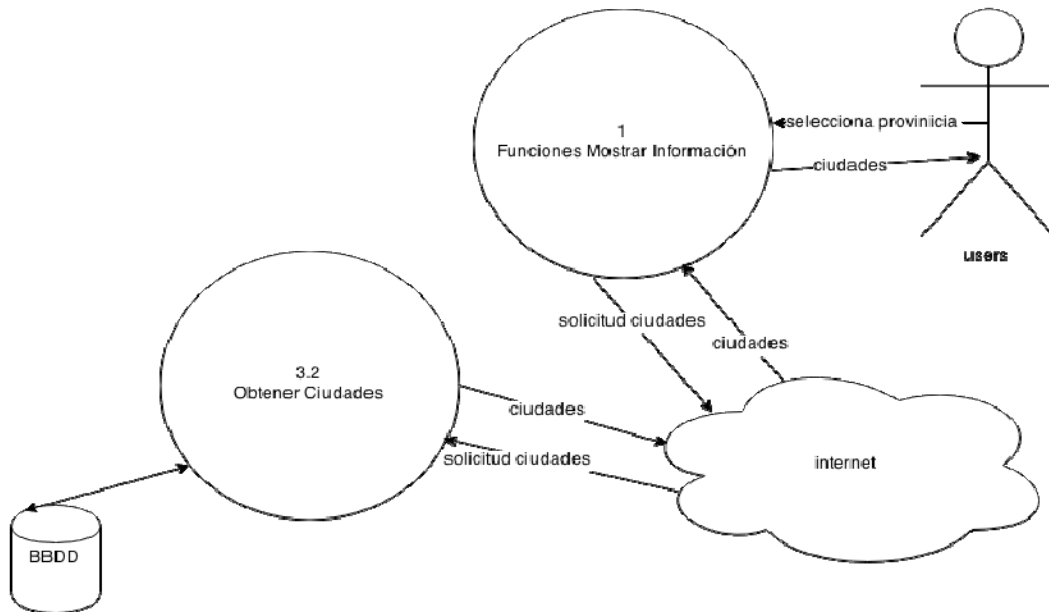 1
Funciones Mostrar Información
selecciona provinicia
ciudades
users
solicitud ciudades
ciudades
3.2
Obtener Ciudades
ciudades
solicitud ciudades
internet
BBDD